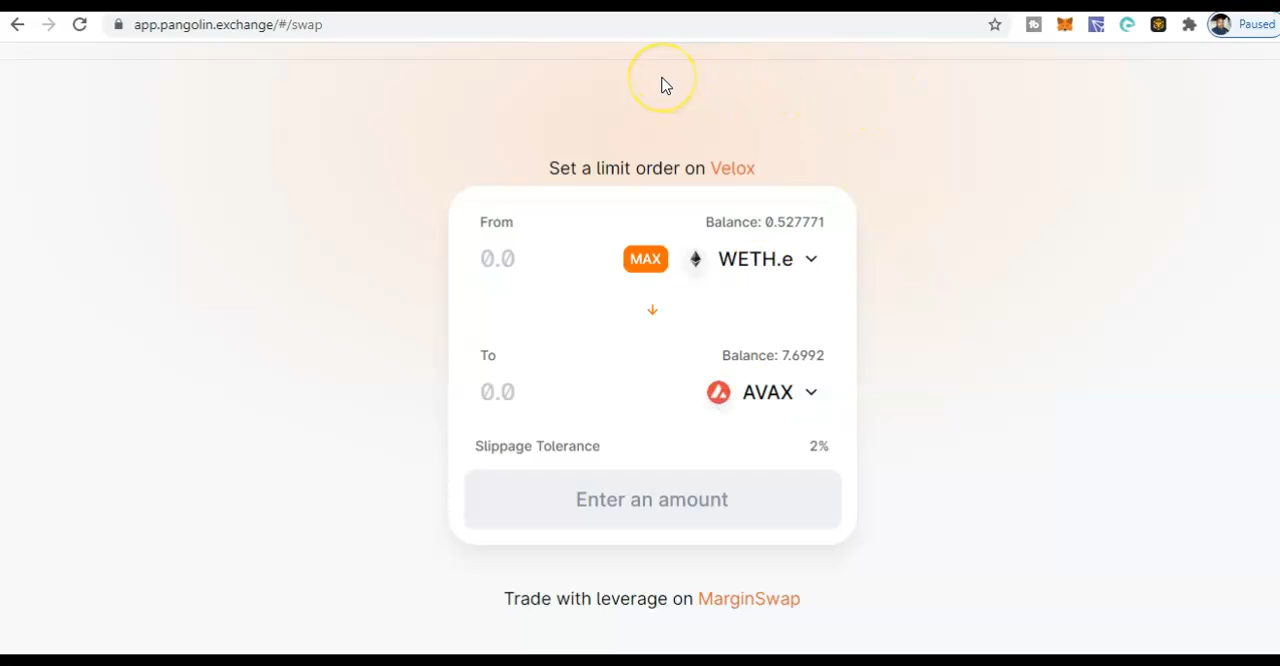 app.pangolin.exchange/#/swap
Paused
Set a limit order on Velox
From Balance: 0.527771
0.0 MAX WETH.e
To Balance: 7.6992
0.0 AVAX
Slippage Tolerance 2%
Enter an amount
Trade with leverage on MarginSwap